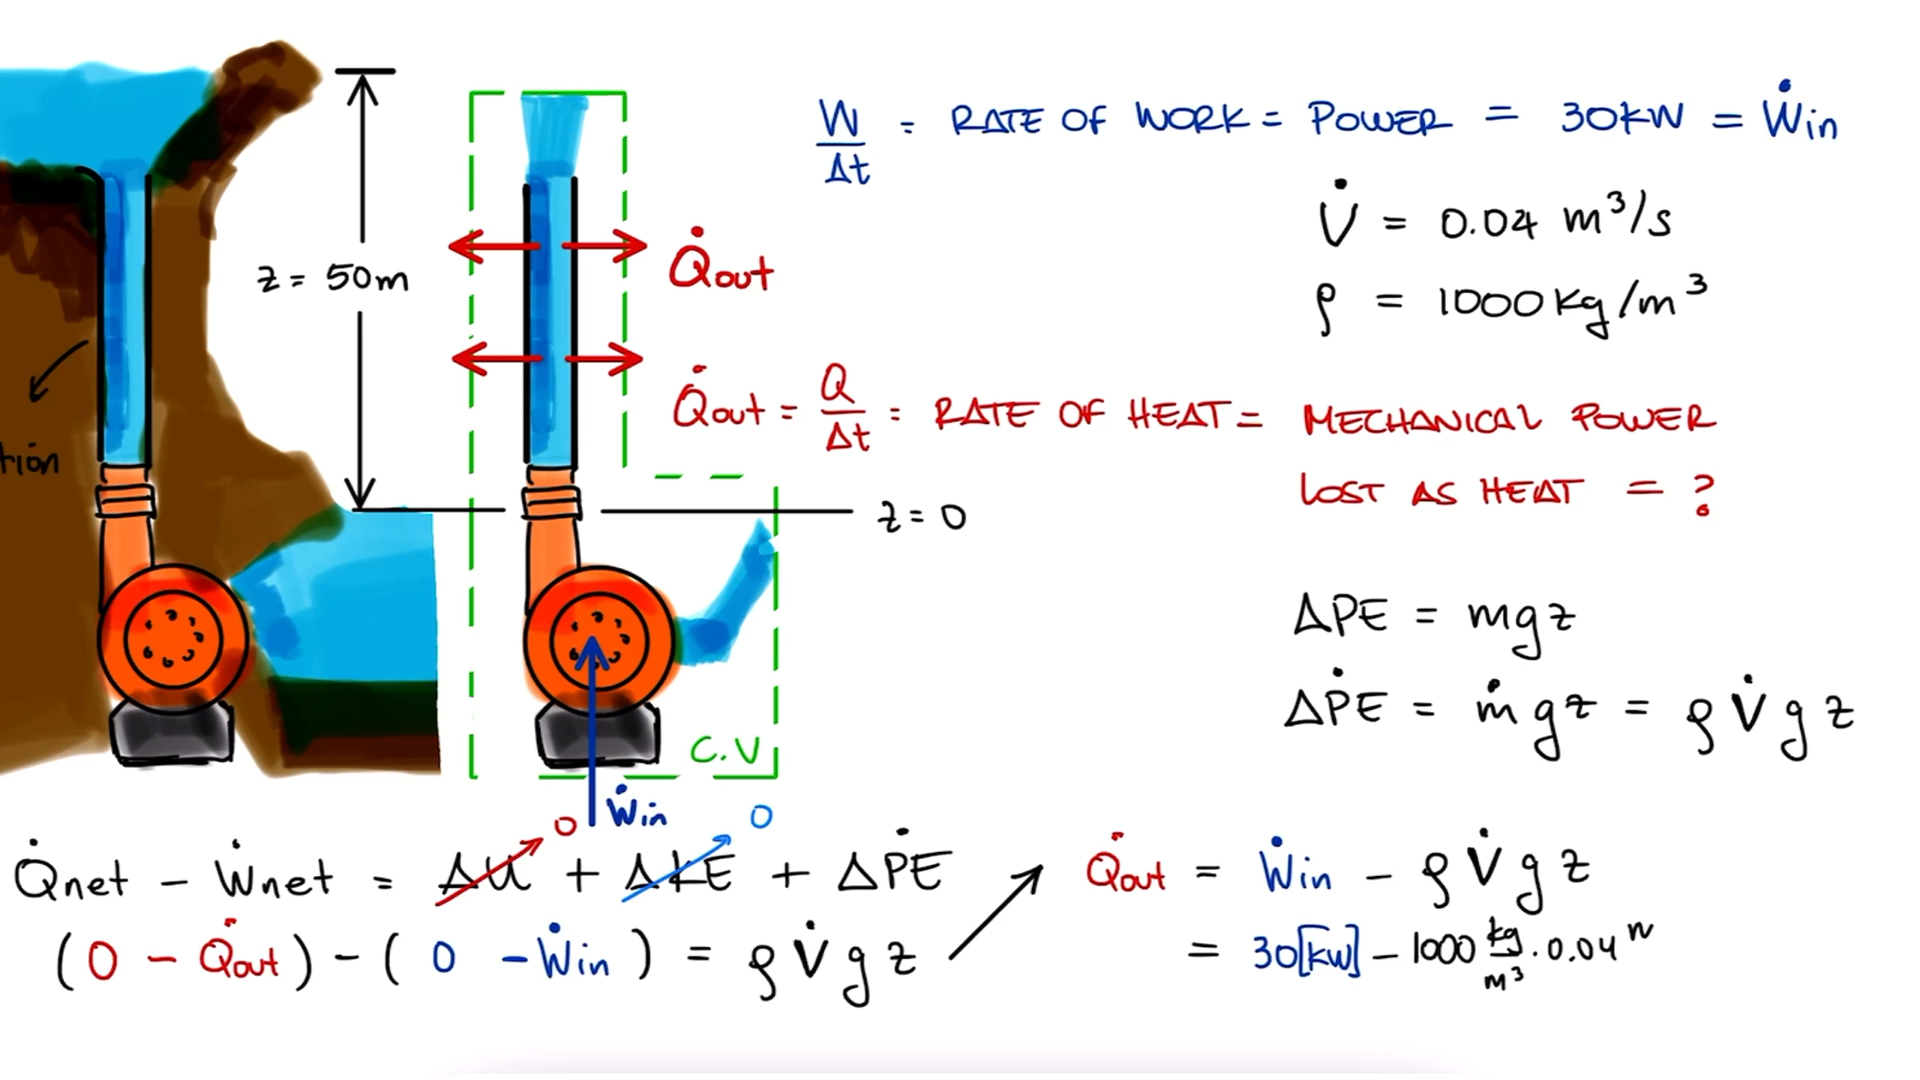 W/Δt = RATE OF WORK = POWER = 30kW = Ẇin
V̇ = 0.04 m³/s
ρ = 1000 kg/m³
z = 50m
Q̇out
Q̇out = Q/Δt = RATE OF HEAT = MECHANICAL POWER
LOST AS HEAT = ?
tion
z = 0
ΔPE = mgz
ΔṖE = ṁgz = ρV̇gz
C.V
Ẇin
0 0
Q̇net - Ẇnet = ΔU + ΔKE + ΔṖE
(0 - Q̇out) - (0 - Ẇin) = ρV̇gz
Q̇out = Ẇin - ρV̇gz
= 30[kW] - 1000 kg/m³ · 0.04